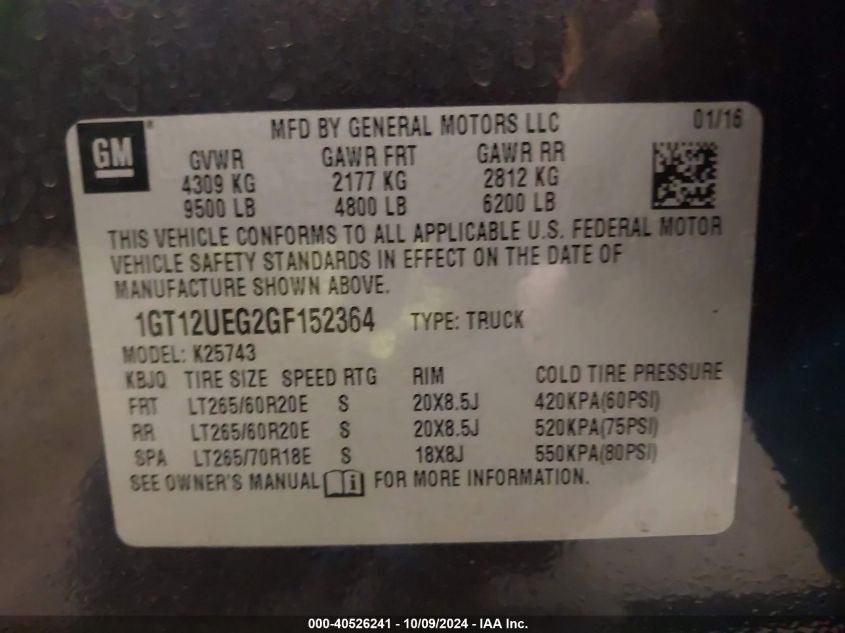 GM ® MFD BY GENERAL MOTORS LLC 01/16
GVWR GAWR FRT GAWR RR
4309 KG 2177 KG 2812 KG
9500 LB 4800 LB 6200 LB
THIS VEHICLE CONFORMS TO ALL APPLICABLE U.S. FEDERAL MOTOR
VEHICLE SAFETY STANDARDS IN EFFECT ON THE DATE OF
MANUFACTURE SHOWN ABOVE.
1GT12UEG2GF152364 TYPE: TRUCK
MODEL: K25743
KBJQ TIRE SIZE SPEED RTG RIM COLD TIRE PRESSURE
FRT LT265/60R20E S 20X8.5J 420KPA(60PSI)
RR LT265/60R20E S 20X8.5J 520KPA(75PSI)
SPA LT265/70R18E S 18X8J 550KPA(80PSI)
SEE OWNER'S MANUAL i FOR MORE INFORMATION.
000-40526241 - 10/09/2024 - IAA Inc.